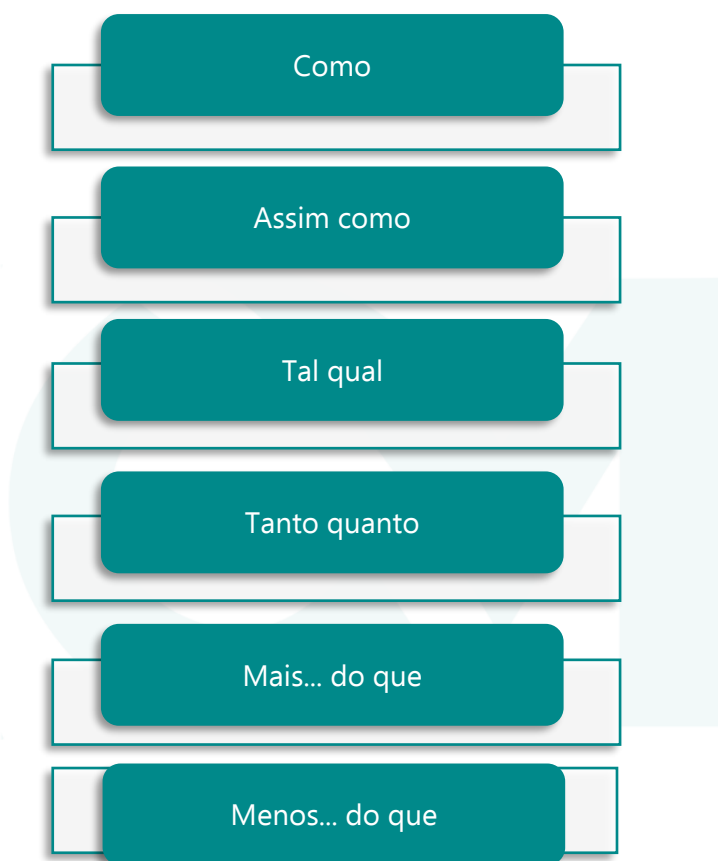 Como
Assim como
Tal qual
Tanto quanto
Mais... do que
Menos... do que